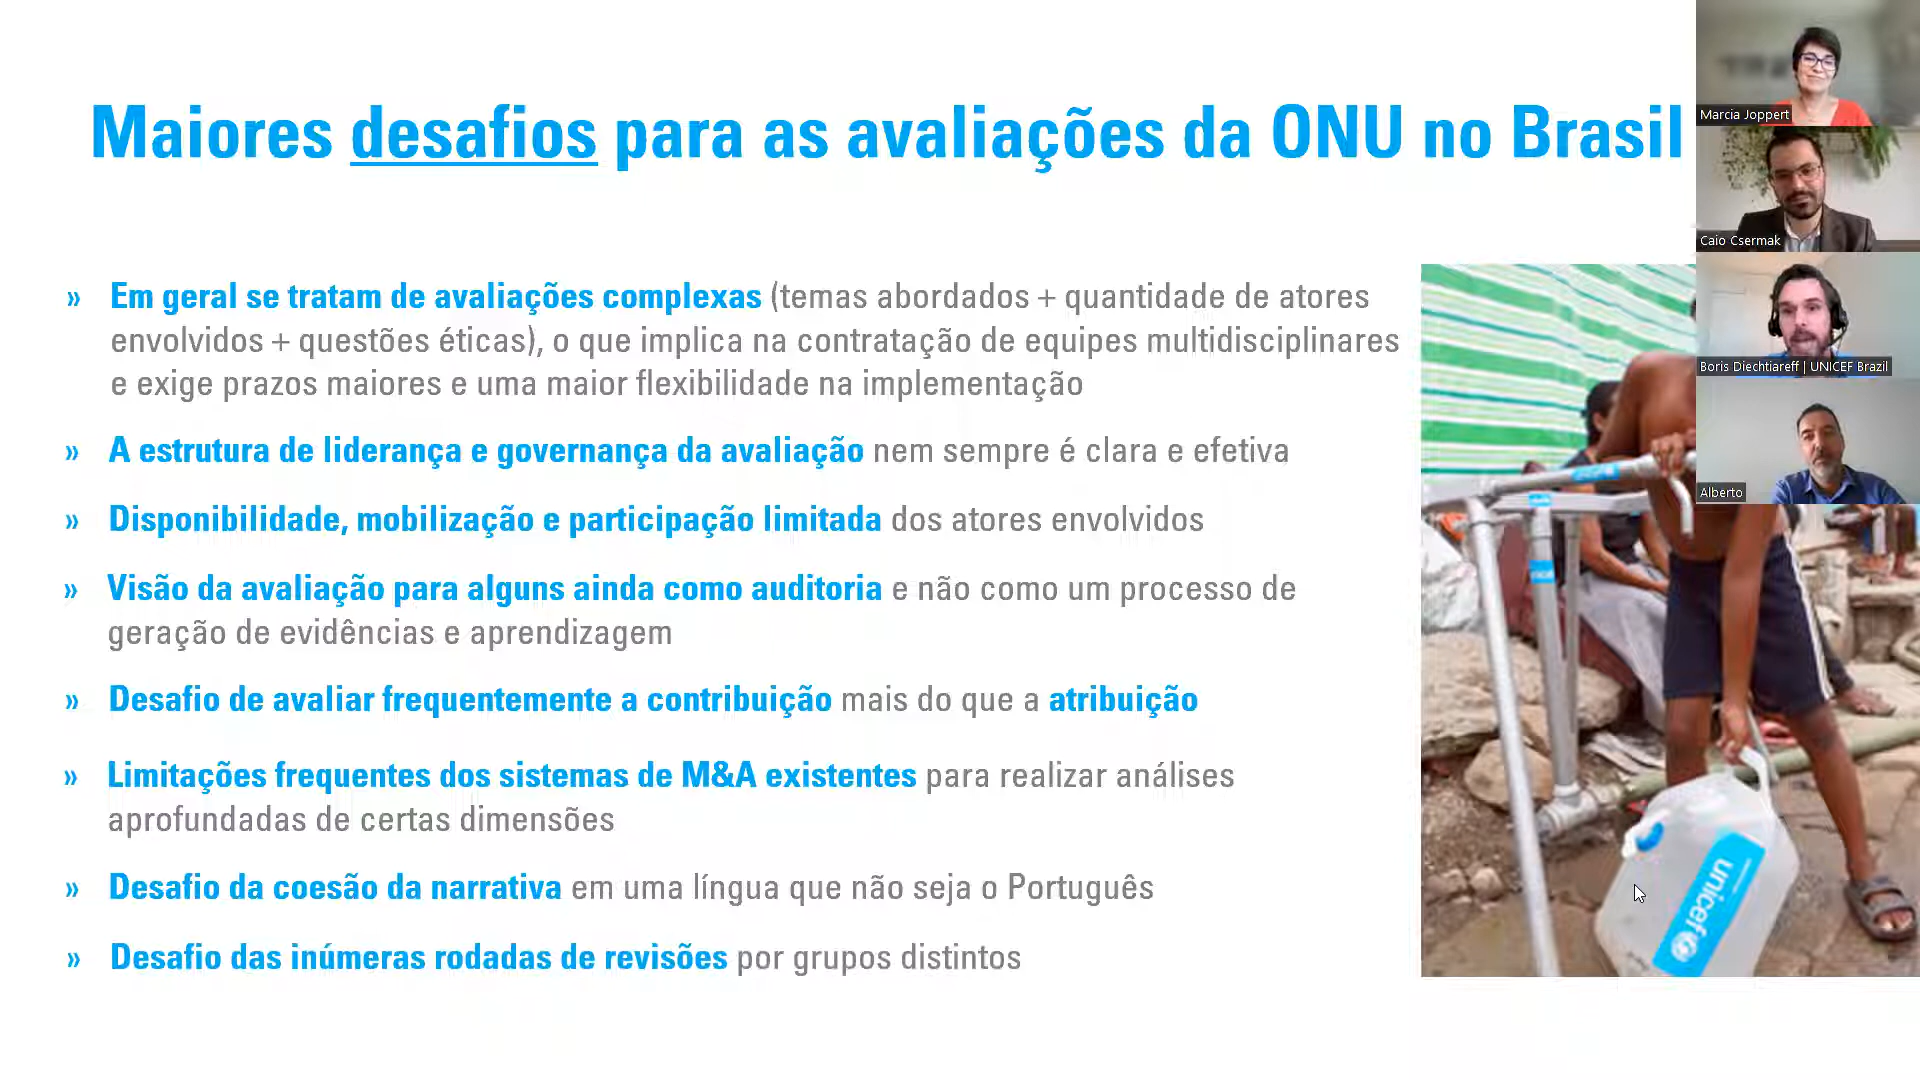 Maiores desafios para as avaliações da ONU no Brasil
» Em geral se tratam de avaliações complexas (temas abordados + quantidade de atores
envolvidos + questões éticas), o que implica na contratação de equipes multidisciplinares
e exige prazos maiores e uma maior flexibilidade na implementação
» A estrutura de liderança e governança da avaliação nem sempre é clara e efetiva
» Disponibilidade, mobilização e participação limitada dos atores envolvidos
» Visão da avaliação para alguns ainda como auditoria e não como um processo de
geração de evidências e aprendizagem
» Desafio de avaliar frequentemente a contribuição mais do que a atribuição
» Limitações frequentes dos sistemas de M&A existentes para realizar análises
aprofundadas de certas dimensões
» Desafio da coesão da narrativa em uma língua que não seja o Português
» Desafio das inúmeras rodadas de revisões por grupos distintos
Marcia Joppert
Caio Csermak
Boris Diechtiareff | UNICEF Brazil
Alberto
unicef